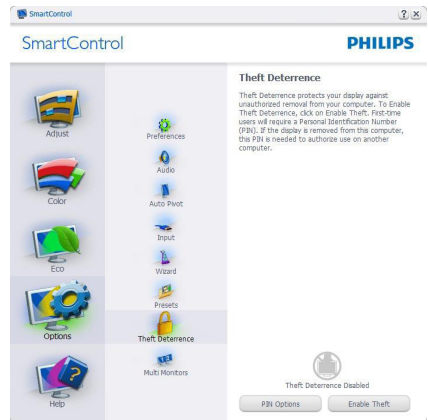 SmartControl
SmartControl
PHILIPS
Adjust
Color
Eco
Options
Help
Preferences
Audio
Auto Pivot
Input
Wizard
Presets
Theft Deterrence
Multi Monitors
Theft Deterrence
Theft Deterrence protects your display against
unauthorized removal from your computer. To Enable
Theft Deterrence, click on Enable Theft. First-time
users will require a Personal Identification Number
(PIN). If the display is removed from this computer,
this PIN is needed to authorize use on another
computer.
Theft Deterrence Disabled
PIN Options
Enable Theft